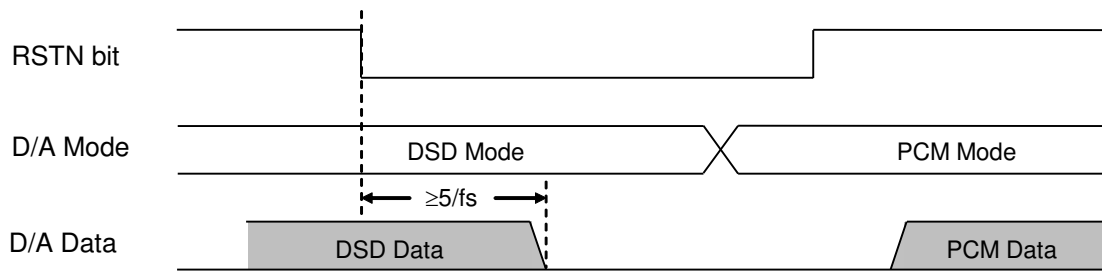 RSTN bit
D/A Mode
DSD Mode
PCM Mode
≥5/fs
D/A Data
DSD Data
PCM Data